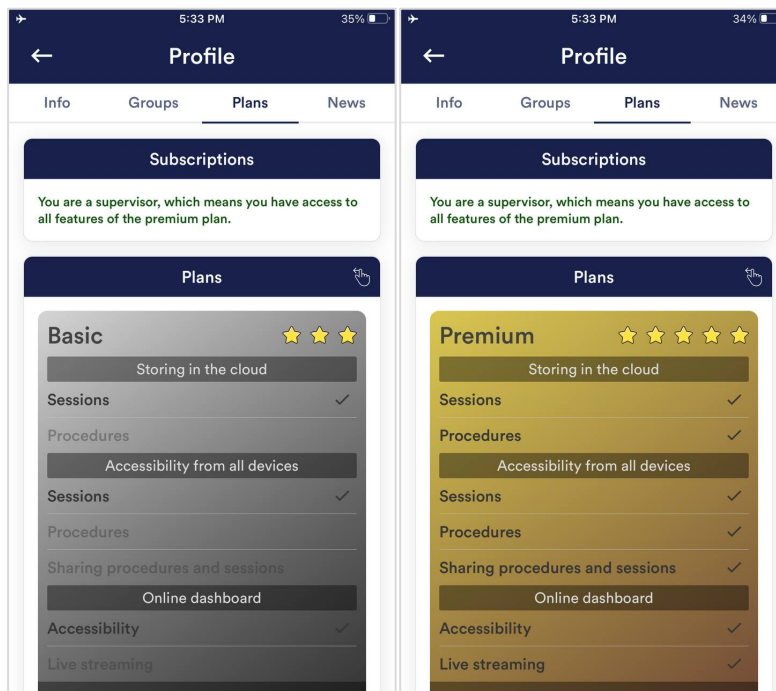 5:33 PM
35%
Profile
Info Groups Plans News
Subscriptions
You are a supervisor, which means you have access to
all features of the premium plan.
Plans
Basic
Storing in the cloud
Sessions
Procedures
Accessibility from all devices
Sessions
Procedures
Sharing procedures and sessions
Online dashboard
Accessibility
Live streaming
5:33 PM
34%
Profile
Info Groups Plans News
Subscriptions
You are a supervisor, which means you have access to
all features of the premium plan.
Plans
Premium
Storing in the cloud
Sessions
Procedures
Accessibility from all devices
Sessions
Procedures
Sharing procedures and sessions
Online dashboard
Accessibility
Live streaming